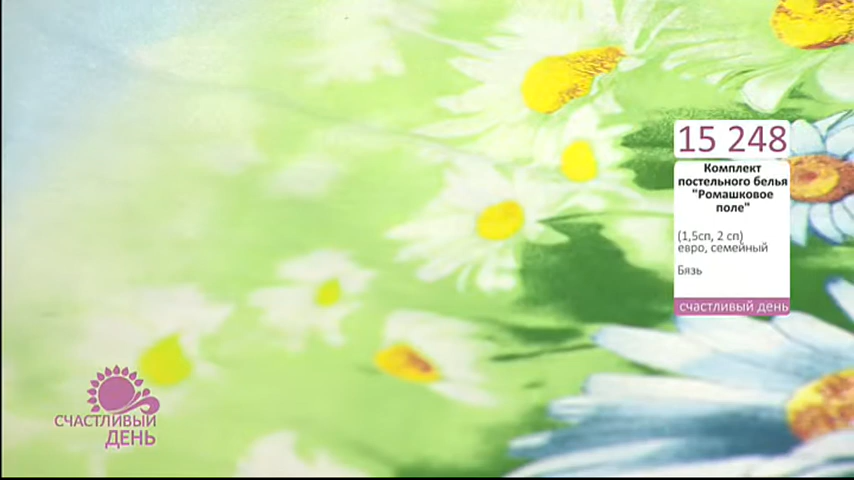 15 248
Комплект
постельного белья
"Ромашковое
поле"
(1,5сп, 2 сп)
евро, семейный
Бязь
счастливый день
СЧАСТЛИВЫЙ
ДЕНЬ